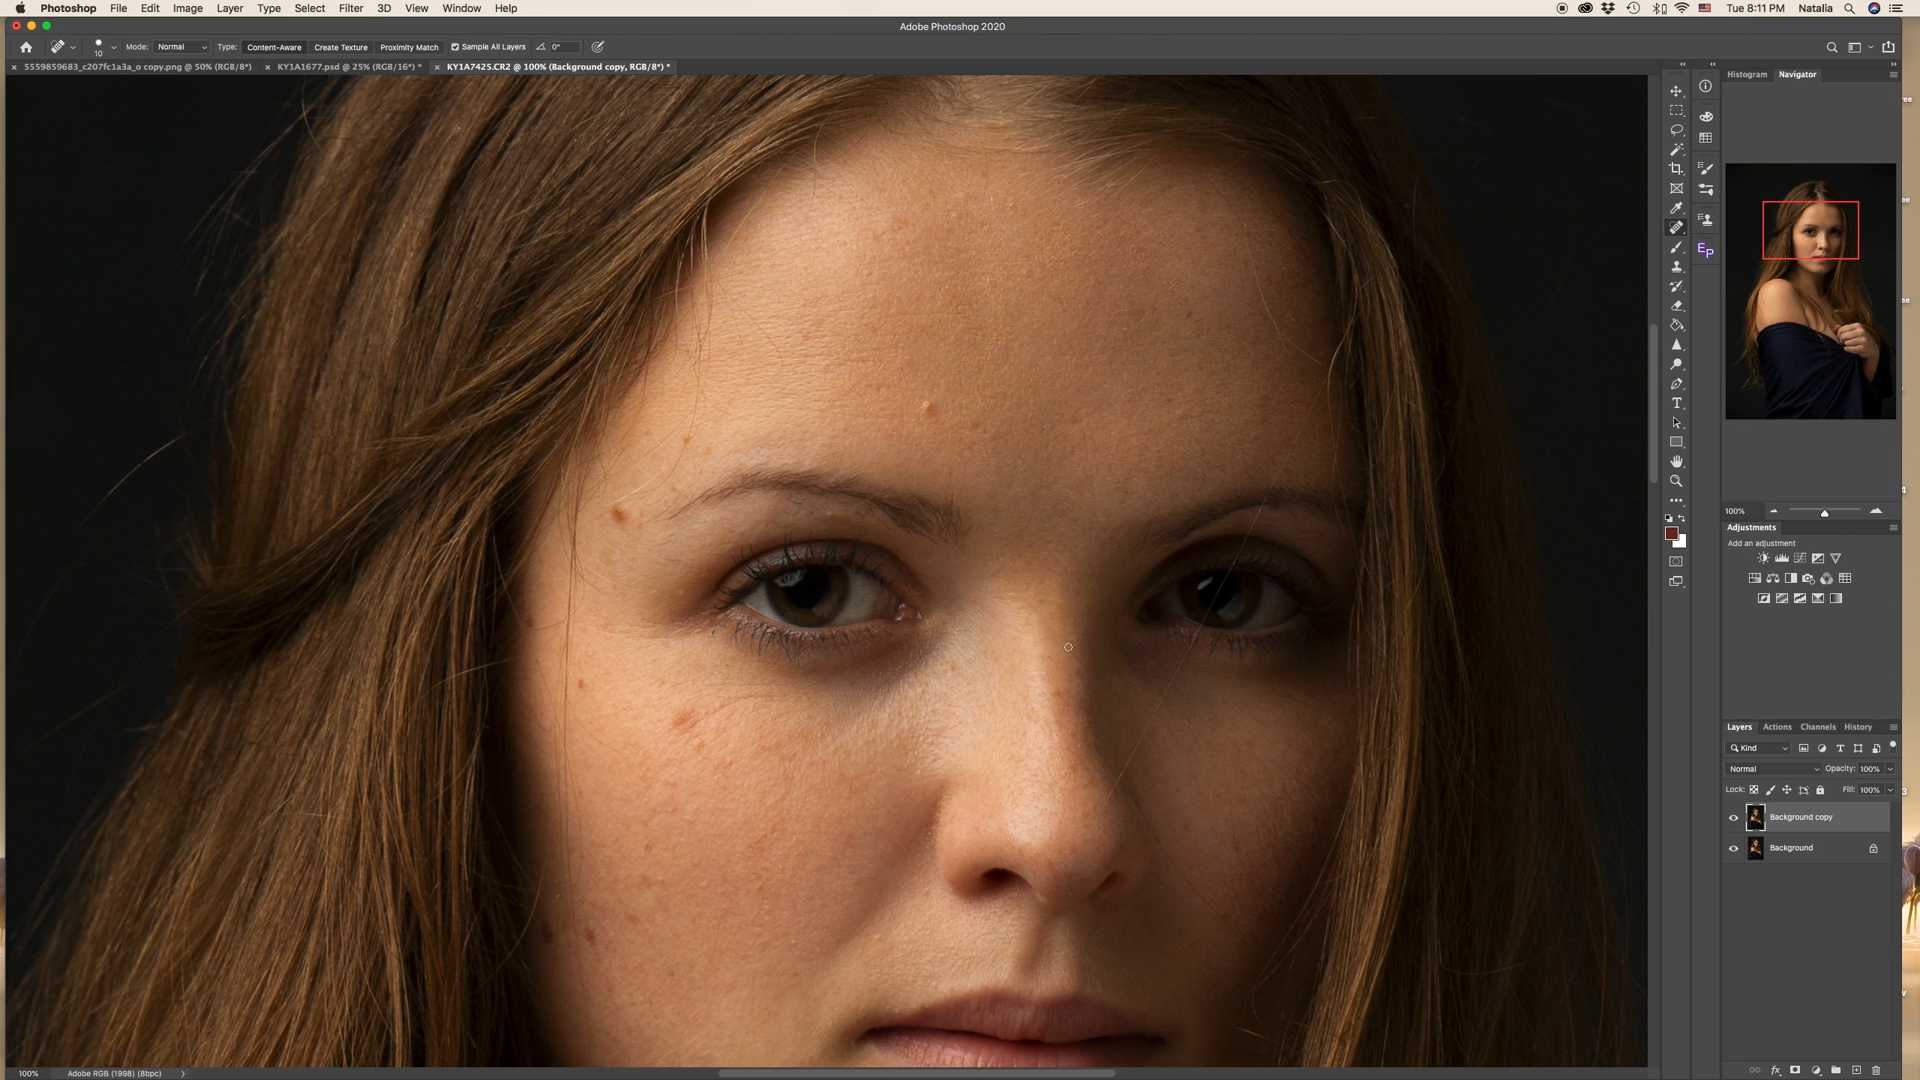 Photoshop File Edit Image Layer Type Select Filter 3D View Window Help Tue 8:11 PM Natalia
Adobe Photoshop 2020
10 Mode: Normal Type: Content-Aware Create Texture Proximity Match Sample All Layers 0°
5559859683_c207fc1a3a_o copy.png @ 50% (RGB/8*) KY1A1677.psd @ 25% (RGB/16*) * KY1A7425.CR2 @ 100% (Background copy, RGB/8*) *
Histogram Navigator
EP
100%
Adjustments
Add an adjustment
Layers Actions Channels History
Kind
Normal Opacity: 100%
Lock: Fill: 100%
Background copy
Background
fx
100% Adobe RGB (1998) (8bpc)